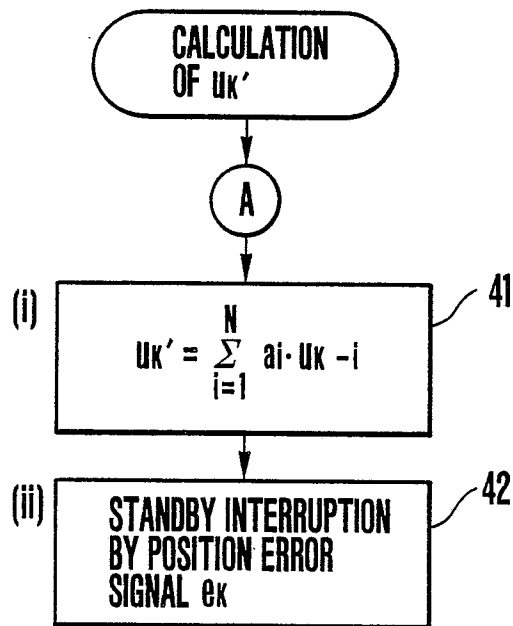 CALCULATION
OF uK′
A
(i)
41
uK′ = N Σ i=1 ai·uK−i
(ii)
42
STANDBY INTERRUPTION
BY POSITION ERROR
SIGNAL eK